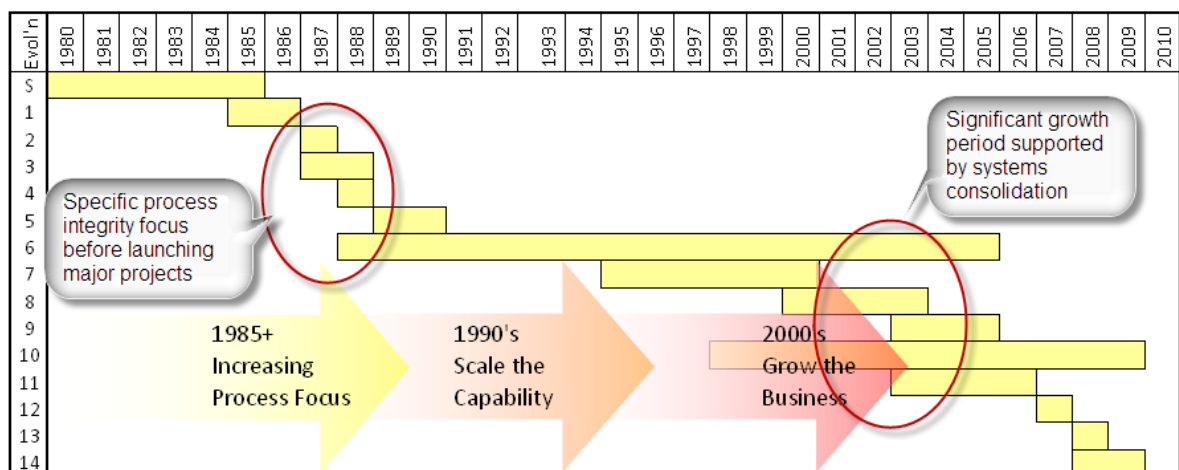 Evol'n 1980 1981 1982 1983 1984 1985 1986 1987 1988 1989 1990 1991 1992 1993 1994 1995 1996 1997 1998 1999 2000 2001 2002 2003 2004 2005 2006 2007 2008 2009 2010
S
1
2
3
4
5
6
7
8
9
10
11
12
13
14
Specific process
integrity focus
before launching
major projects
Significant growth
period supported
by systems
consolidation
1985+
Increasing
Process Focus
1990's
Scale the
Capability
2000's
Grow the
Business